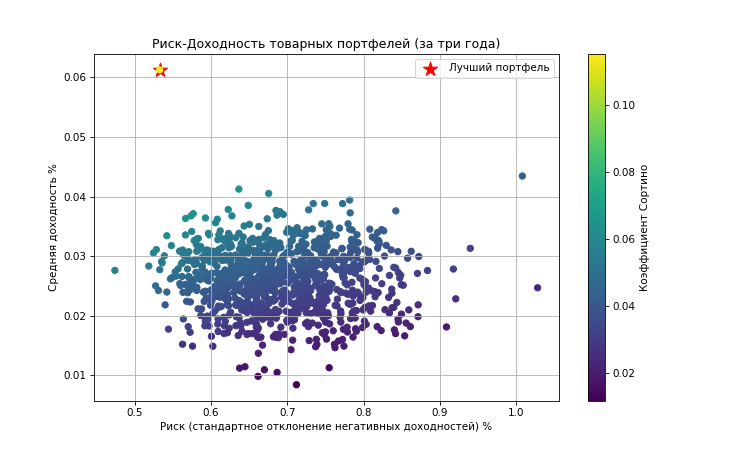 Риск-Доходность товарных портфелей (за три года)
Лучший портфель
0.06
0.05
0.04
0.03
0.02
0.01
Средняя доходность %
0.5 0.6 0.7 0.8 0.9 1.0
Риск (стандартное отклонение негативных доходностей) %
0.10
0.08
0.06
0.04
0.02
Коэффициент Сортино